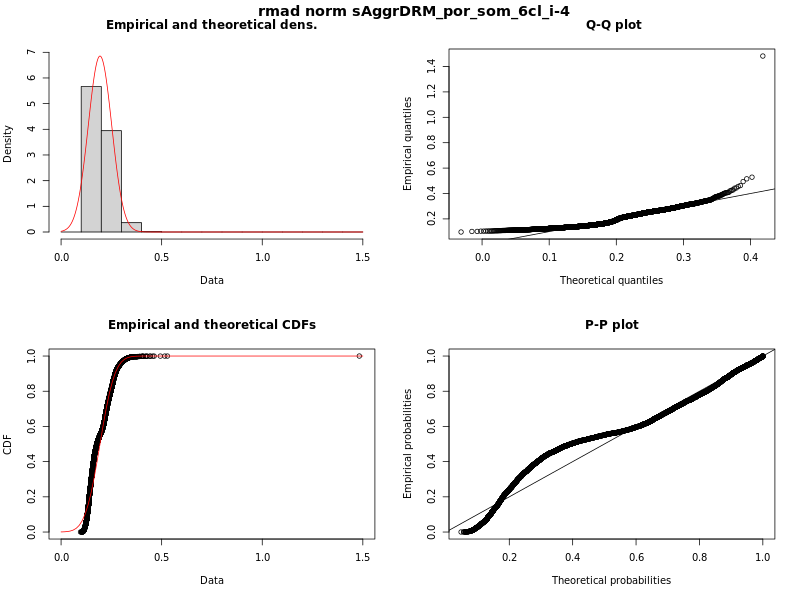 rmad norm sAggrDRM_por_som_6cl_i-4
Empirical and theoretical dens.
Density
0 1 2 3 4 5 6 7
0.0 0.5 1.0 1.5
Data
Q-Q plot
Empirical quantiles
0.2 0.4 0.6 0.8 1.0 1.2 1.4
0.0 0.1 0.2 0.3 0.4
Theoretical quantiles
Empirical and theoretical CDFs
CDF
0.0 0.2 0.4 0.6 0.8 1.0
0.0 0.5 1.0 1.5
Data
P-P plot
Empirical probabilities
0.0 0.2 0.4 0.6 0.8 1.0
0.2 0.4 0.6 0.8 1.0
Theoretical probabilities